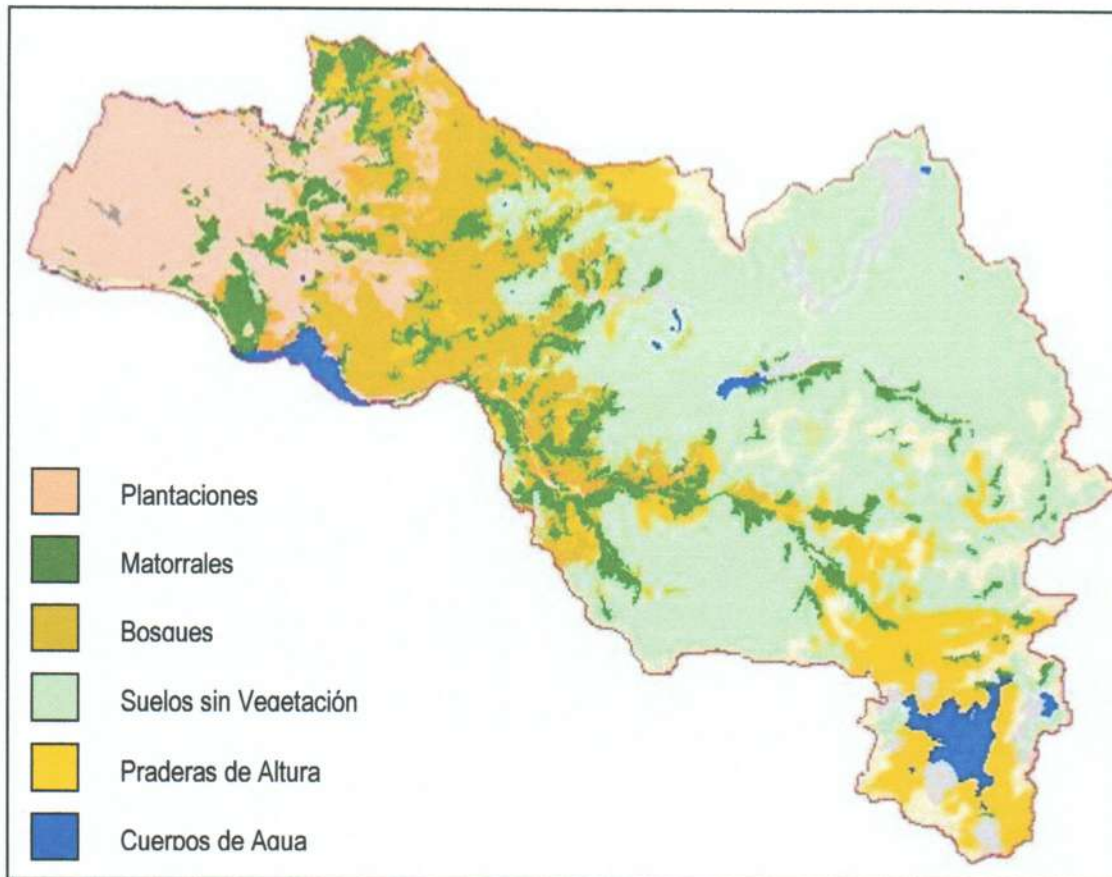 Plantaciones
Matorrales
Bosques
Suelos sin Vegetación
Praderas de Altura
Cuerpos de Agua